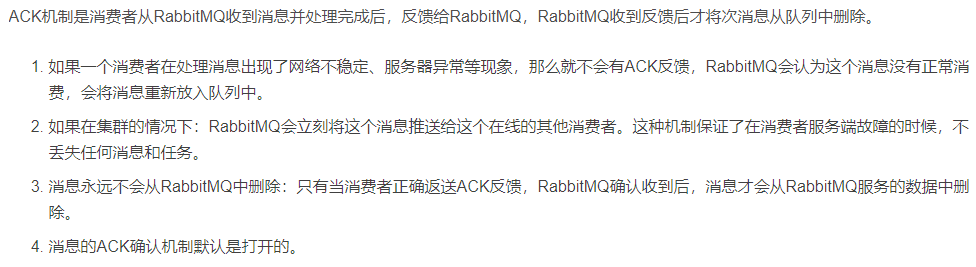 ACK机制是消费者从RabbitMQ收到消息并处理完成后，反馈给RabbitMQ，RabbitMQ收到反馈后才将次消息从队列中删除。
1. 如果一个消费者在处理消息出现了网络不稳定、服务器异常等现象，那么就不会有ACK反馈，RabbitMQ会认为这个消息没有正常消
费，会将消息重新放入队列中。
2. 如果在集群的情况下：RabbitMQ会立刻将这个消息推送给这个在线的其他消费者。这种机制保证了在消费者服务端故障的时候，不
丢失任何消息和任务。
3. 消息永远不会从RabbitMQ中删除：只有当消费者正确返送ACK反馈，RabbitMQ确认收到后，消息才会从RabbitMQ服务的数据中删
除。
4. 消息的ACK确认机制默认是打开的。